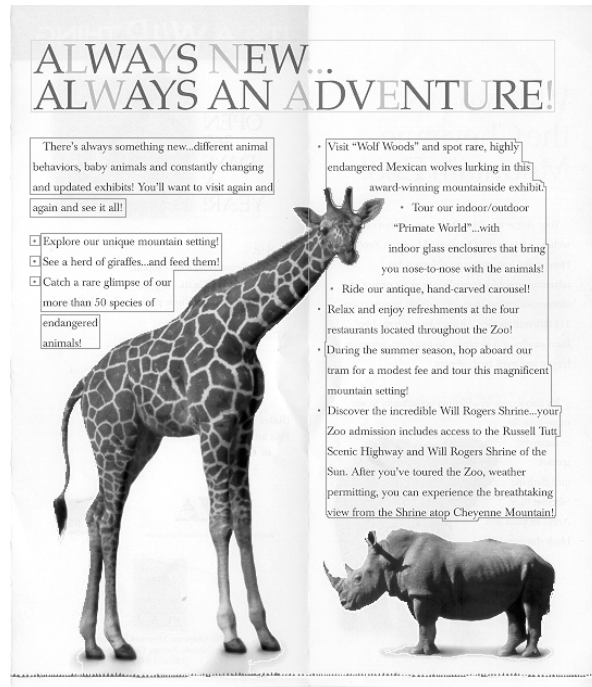 ALWAYS NEW...
ALWAYS AN ADVENTURE!
There's always something new...different animal
behaviors, baby animals and constantly changing
and updated exhibits! You'll want to visit again and
again and see it all!
• Explore our unique mountain setting!
• See a herd of giraffes...and feed them!
• Catch a rare glimpse of our
more than 50 species of
endangered
animals!
• Visit “Wolf Woods” and spot rare, highly
endangered Mexican wolves lurking in this
award-winning mountainside exhibit.
• Tour our indoor/outdoor
“Primate World”...with
indoor glass enclosures that bring
you nose-to-nose with the animals!
• Ride our antique, hand-carved carousel!
• Relax and enjoy refreshments at the four
restaurants located throughout the Zoo!
• During the summer season, hop aboard our
tram for a modest fee and tour this magnificent
mountain setting!
• Discover the incredible Will Rogers Shrine...your
Zoo admission includes access to the Russell Tutt
Scenic Highway and Will Rogers Shrine of the
Sun. After you've toured the Zoo, weather
permitting, you can experience the breathtaking
view from the Shrine atop Cheyenne Mountain!